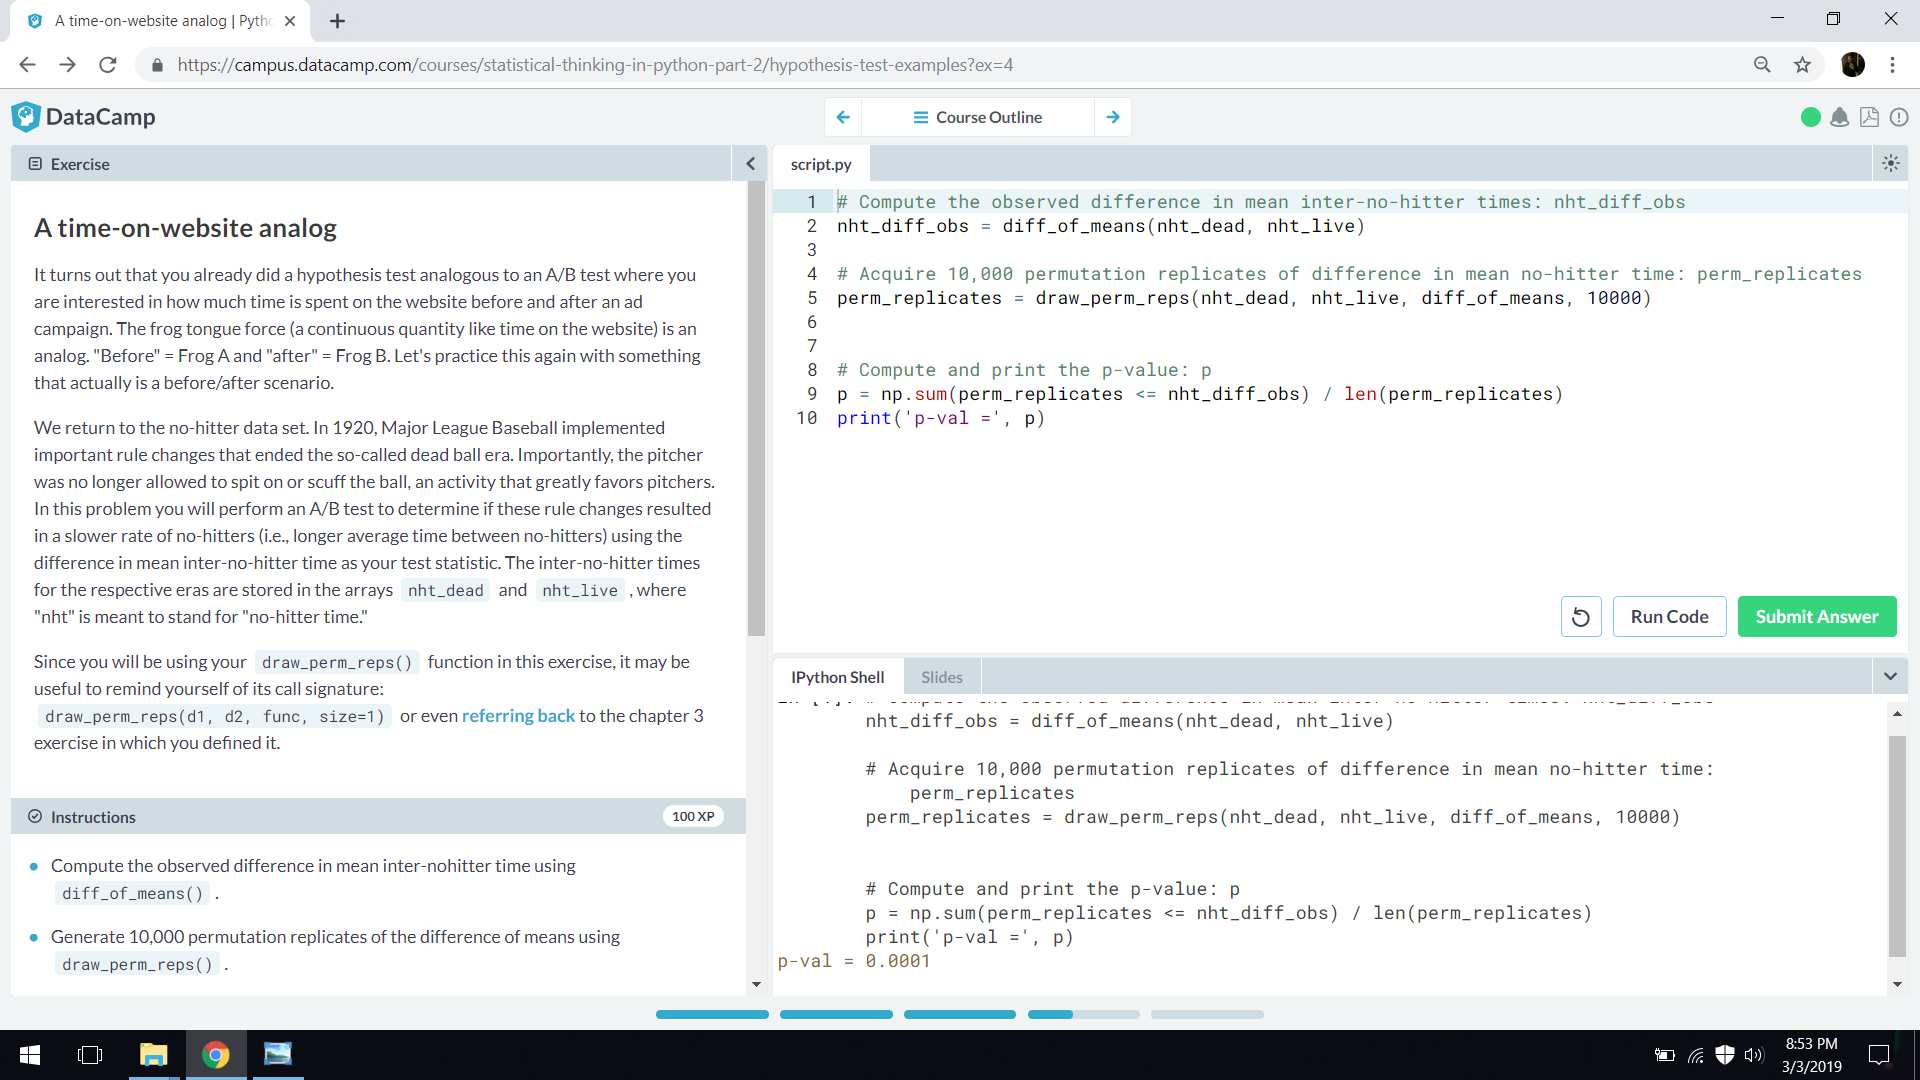 A time-on-website analog | Pyth
https://campus.datacamp.com/courses/statistical-thinking-in-python-part-2/hypothesis-test-examples?ex=4
DataCamp
Course Outline
Exercise
A time-on-website analog
It turns out that you already did a hypothesis test analogous to an A/B test where you
are interested in how much time is spent on the website before and after an ad
campaign. The frog tongue force (a continuous quantity like time on the website) is an
analog. "Before" = Frog A and "after" = Frog B. Let's practice this again with something
that actually is a before/after scenario.
We return to the no-hitter data set. In 1920, Major League Baseball implemented
important rule changes that ended the so-called dead ball era. Importantly, the pitcher
was no longer allowed to spit on or scuff the ball, an activity that greatly favors pitchers.
In this problem you will perform an A/B test to determine if these rule changes resulted
in a slower rate of no-hitters (i.e., longer average time between no-hitters) using the
difference in mean inter-no-hitter time as your test statistic. The inter-no-hitter times
for the respective eras are stored in the arrays nht_dead and nht_live , where
"nht" is meant to stand for "no-hitter time."
Since you will be using your draw_perm_reps() function in this exercise, it may be
useful to remind yourself of its call signature:
draw_perm_reps(d1, d2, func, size=1) or even referring back to the chapter 3
exercise in which you defined it.
Instructions
100 XP
Compute the observed difference in mean inter-nohitter time using
diff_of_means() .
Generate 10,000 permutation replicates of the difference of means using
draw_perm_reps() .
script.py
1 # Compute the observed difference in mean inter-no-hitter times: nht_diff_obs
2 nht_diff_obs = diff_of_means(nht_dead, nht_live)
3
4 # Acquire 10,000 permutation replicates of difference in mean no-hitter time: perm_replicates
5 perm_replicates = draw_perm_reps(nht_dead, nht_live, diff_of_means, 10000)
6
7
8 # Compute and print the p-value: p
9 p = np.sum(perm_replicates <= nht_diff_obs) / len(perm_replicates)
10 print('p-val =', p)
Run Code
Submit Answer
IPython Shell
Slides
nht_diff_obs = diff_of_means(nht_dead, nht_live)
# Acquire 10,000 permutation replicates of difference in mean no-hitter time:
perm_replicates
perm_replicates = draw_perm_reps(nht_dead, nht_live, diff_of_means, 10000)
# Compute and print the p-value: p
p = np.sum(perm_replicates <= nht_diff_obs) / len(perm_replicates)
print('p-val =', p)
p-val = 0.0001
8:53 PM
3/3/2019